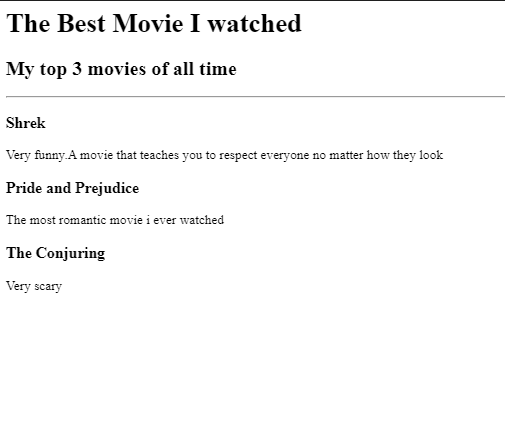 The Best Movie I watched
My top 3 movies of all time
Shrek
Very funny.A movie that teaches you to respect everyone no matter how they look
Pride and Prejudice
The most romantic movie i ever watched
The Conjuring
Very scary